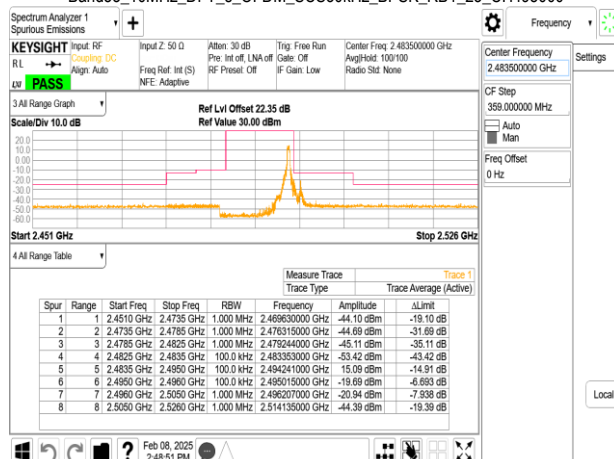 Spectrum Analyzer 1
Spurious Emissions
Frequency
KEYSIGHT
RL
PASS
Input: RF
Coupling: DC
Align: Auto
Input Z: 50 Ω
Freq Ref: Int (S)
NFE: Adaptive
Atten: 30 dB
Pre: Int off, LNA off
RF Preset: Off
Trig: Free Run
Gate: Off
IF Gain: Low
Center Freq: 2.483500000 GHz
Avg|Hold: 100/100
Radio Std: None
Center Frequency
2.483500000 GHz
Settings
CF Step
359.000000 MHz
Auto
Man
Freq Offset
0 Hz
Local
3 All Range Graph
Scale/Div 10.0 dB
Ref Lvl Offset 22.35 dB
Ref Value 30.00 dBm
20.0
10.0
0.00
-10.0
-20.0
-30.0
-40.0
-50.0
-60.0
Start 2.451 GHz
Stop 2.526 GHz
4 All Range Table
Measure Trace Trace 1
Trace Type Trace Average (Active)
Spur Range Start Freq Stop Freq RBW Frequency Amplitude ΔLimit
1 1 2.4510 GHz 2.4735 GHz 1.000 MHz 2.469630000 GHz -44.10 dBm -19.10 dB
2 2 2.4735 GHz 2.4785 GHz 1.000 MHz 2.476315000 GHz -44.69 dBm -31.69 dB
3 3 2.4785 GHz 2.4825 GHz 1.000 MHz 2.479244000 GHz -45.11 dBm -35.11 dB
4 4 2.4825 GHz 2.4835 GHz 100.0 kHz 2.483353000 GHz -53.42 dBm -43.42 dB
5 5 2.4835 GHz 2.4950 GHz 100.0 kHz 2.494241000 GHz 15.09 dBm -14.91 dB
6 6 2.4950 GHz 2.4960 GHz 100.0 kHz 2.495015000 GHz -19.69 dBm -6.693 dB
7 7 2.4960 GHz 2.5050 GHz 1.000 MHz 2.496207000 GHz -20.94 dBm -7.938 dB
8 8 2.5050 GHz 2.5260 GHz 1.000 MHz 2.514135000 GHz -44.39 dBm -19.39 dB
Feb 08, 2025
2:48:51 PM